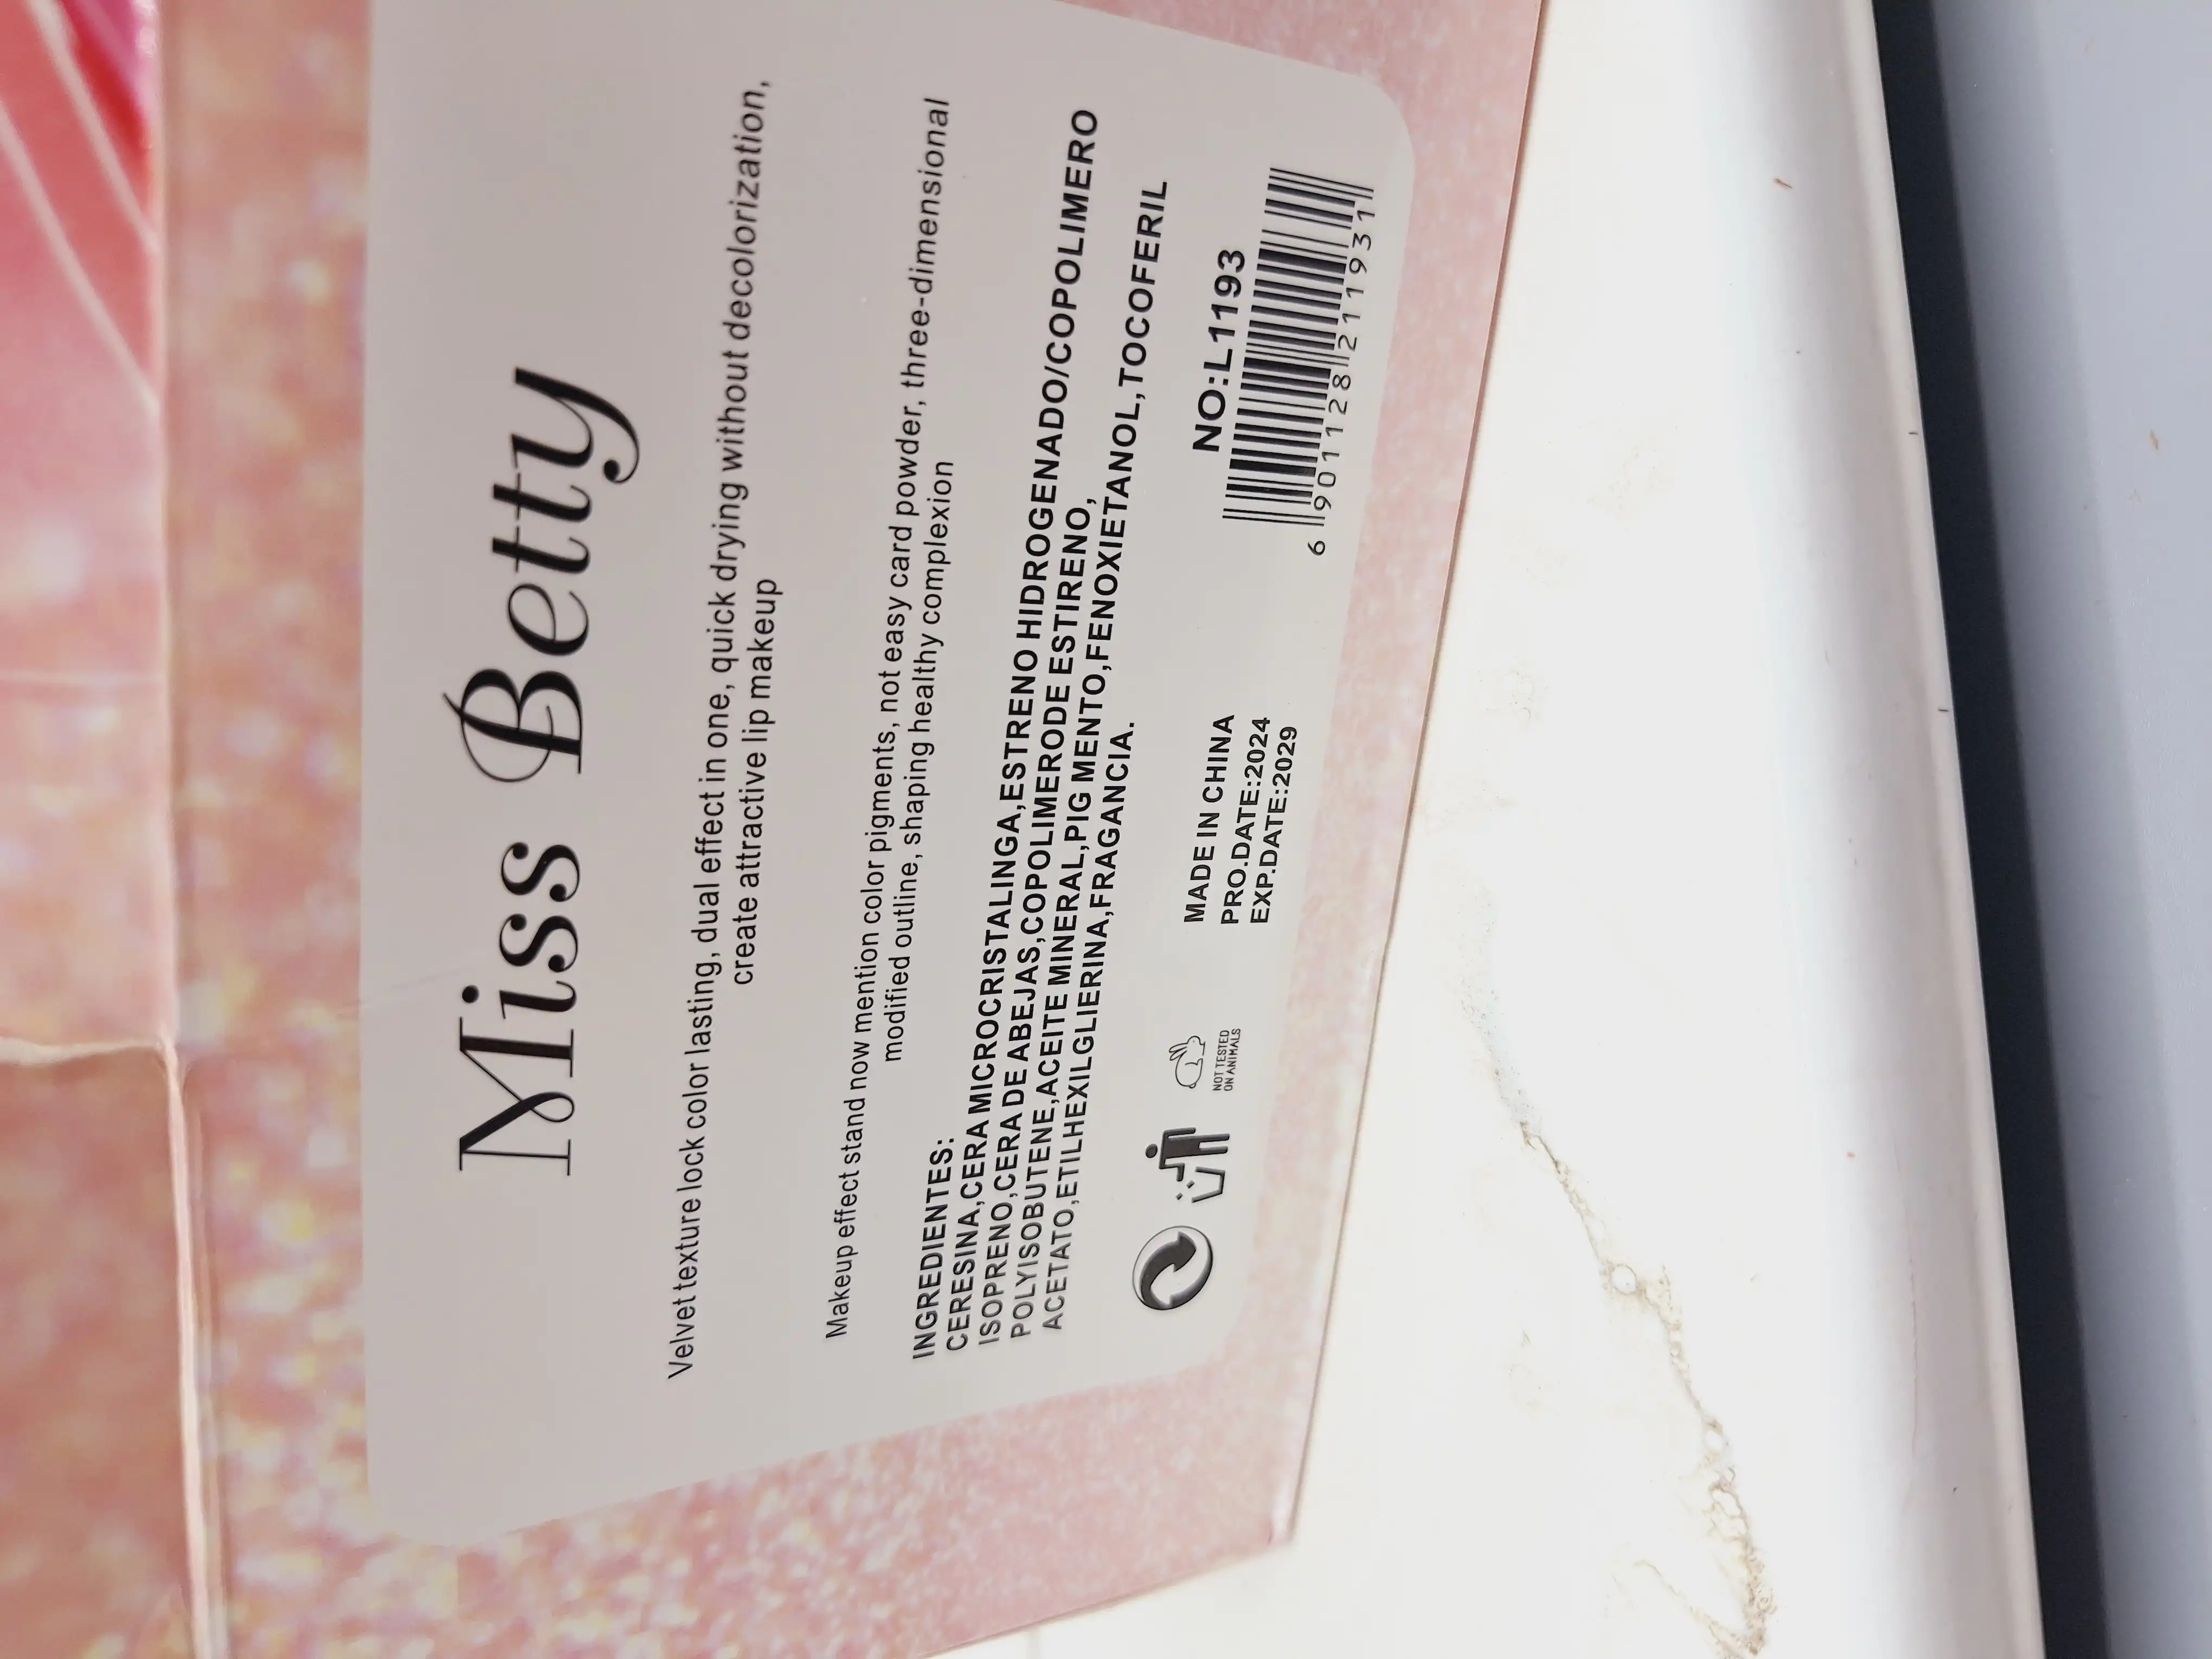 Miss Betty
Velvet texture lock color lasting, dual effect in one, quick drying without decolorization,
create attractive lip makeup
Makeup effect stand now mention color pigments, not easy card powder, three-dimensional
modified outline, shaping healthy complexion
INGREDIENTES:
CERESINA,CERA MICROCRISTALINGA,ESTRENO HIDROGENADO/COPOLIMERO
ISOPRENO,CERA DE ABEJAS,COPOLIMERODE ESTIRENO,
POLYISOBUTENE,ACEITE MINERAL,PIG MENTO,FENOXIETANOL,TOCOFERIL
ACETATO,ETILHEXILGLIERINA,FRAGANCIA.
NOT TESTED
ON ANIMALS
MADE IN CHINA
PRO.DATE:2024
EXP.DATE:2029
NO:L1193
6 901128 211931